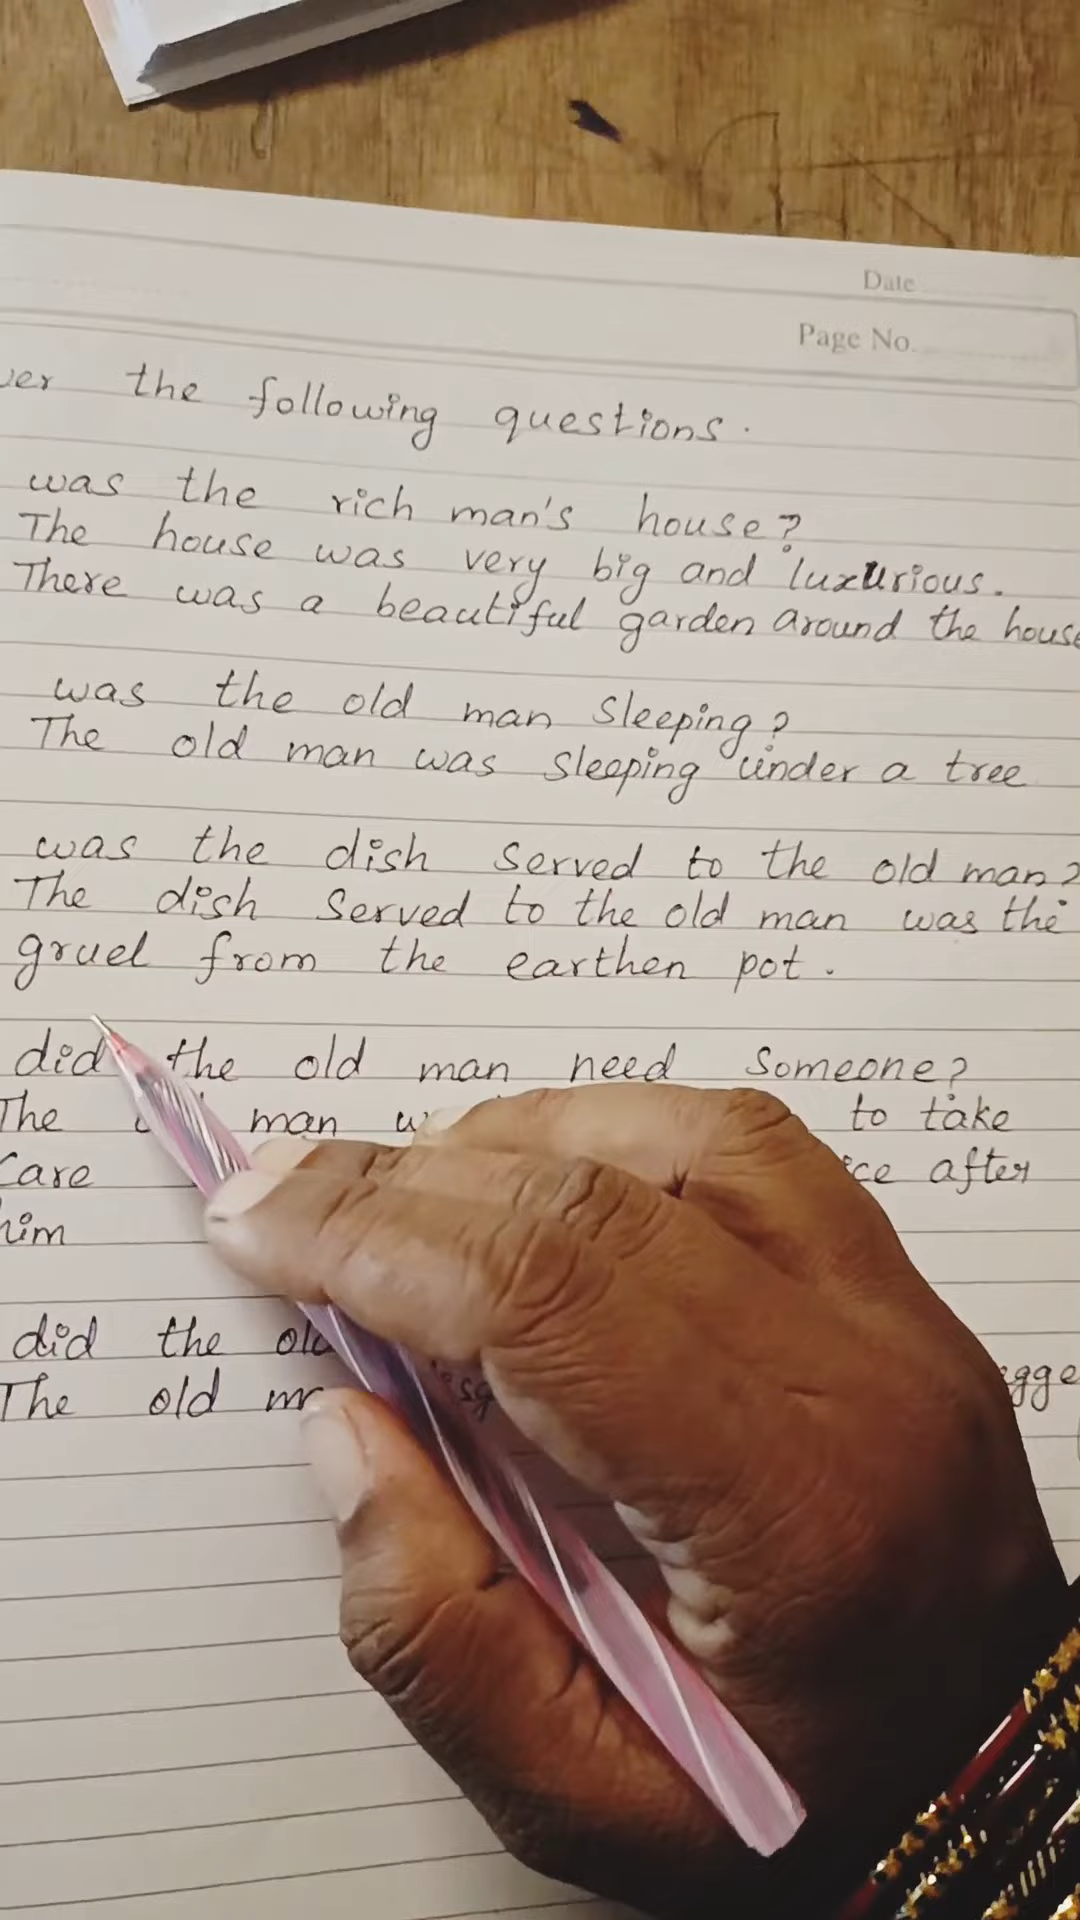 Date
Page No.
the following questions.
was the rich man's house?
The house was very big and luxurious.
There was a beautiful garden around the house
was the old man sleeping?
The old man was sleeping under a tree
was the dish served to the old man?
The dish served to the old man was the
gruel from the earthen pot.
did the old man need someone?
The man to take
care after
him
did the
The old